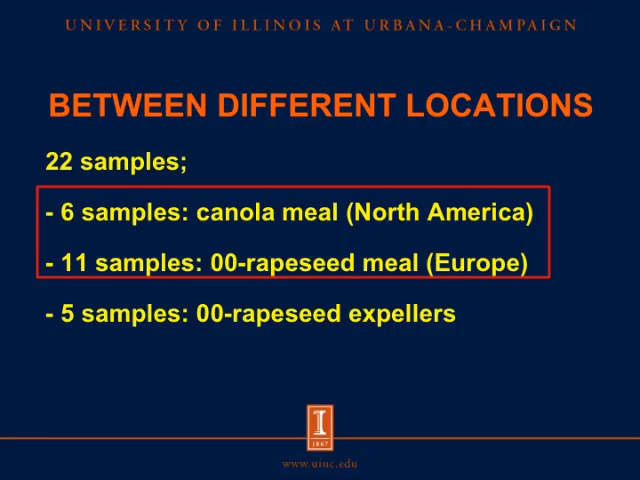 UNIVERSITY OF ILLINOIS AT URBANA-CHAMPAIGN
BETWEEN DIFFERENT LOCATIONS
22 samples;
- 6 samples: canola meal (North America)
- 11 samples: 00-rapeseed meal (Europe)
- 5 samples: 00-rapeseed expellers
I
1867
www.uiuc.edu